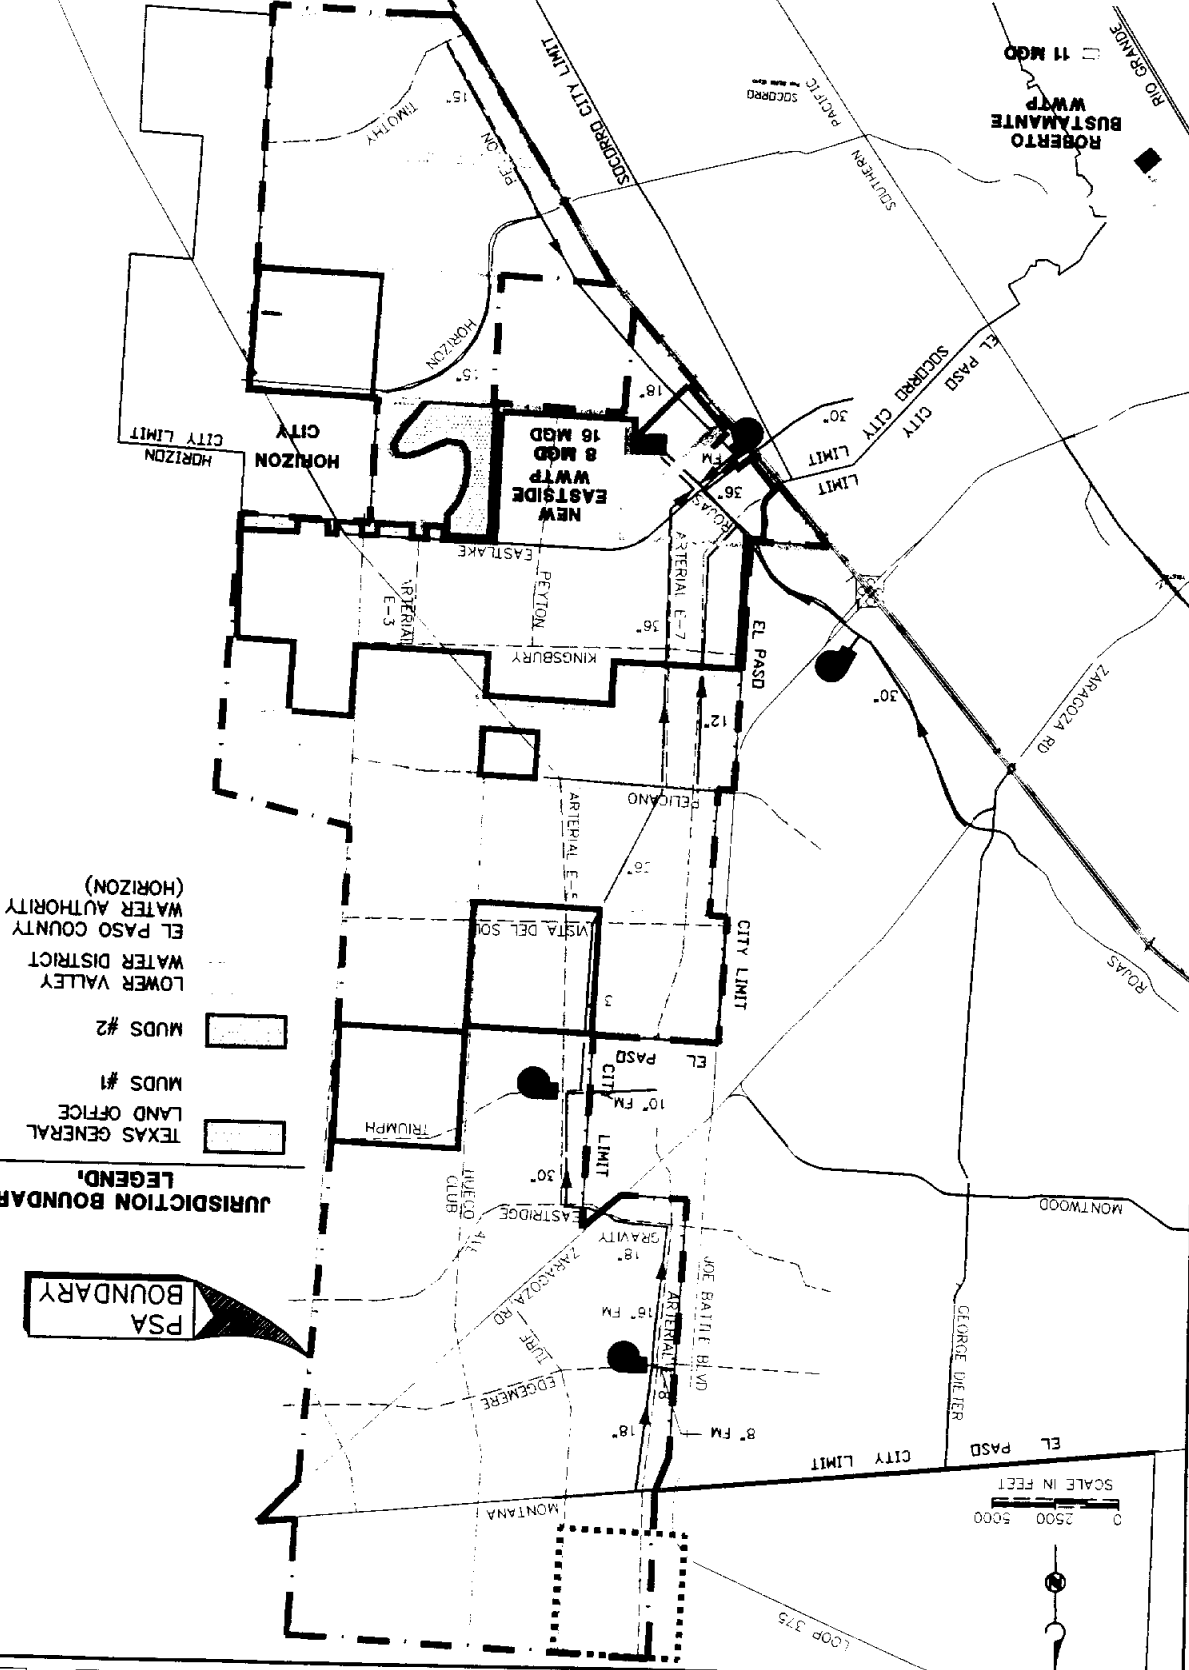 LOOP 375
0 2500 5000
SCALE IN FEET
EL PASO CITY LIMIT
MONTANA
8" FM
18"
EDGEMERE
TURF
GEORGE DIETER
JOE BATTLE BLVD
ARTERIAL
16" FM
ZARAGOZA RD
PSA
BOUNDARY
18"
GRAVITY
MONTWOOD
EASTRIDGE
HUECO
CLUB
30"
LIMIT
JURISDICTION
LEGEND:
TEXAS GENERAL
LAND OFFICE
MUDS #1
MUDS #2
LOWER VALLEY
WATER DISTRICT
EL PASO COUNTY
WATER AUTHORITY
(HORIZON)
TRIUMPH
10" FM
CITY
EL PASO
CITY LIMIT
ROJAS
VISTA DEL SOL
ARTERIAL
PELICANO
12"
30"
ZARAGOZA RD
EL PASO
KINGSBURY
36"
ARTERIAL E-7
PEYTON
ARTERIAL
E-3
EASTLAKE
ROJAS
36"
FM
NEW
EASTSIDE
WWTP
8 MGD
16 MGD
HORIZON
CITY
HORIZON
CITY LIMIT
LIMIT
LIMIT
30"
CITY
SOCORRO CITY
EL PASO
18"
15"
HORIZON
SOUTHERN
PACIFIC
ROBERTO
BUSTAMANTE
WWTP
11 MGD
RIO GRANDE
SOCORRO
SOCORRO CITY LIMIT
15"
TIMOTHY